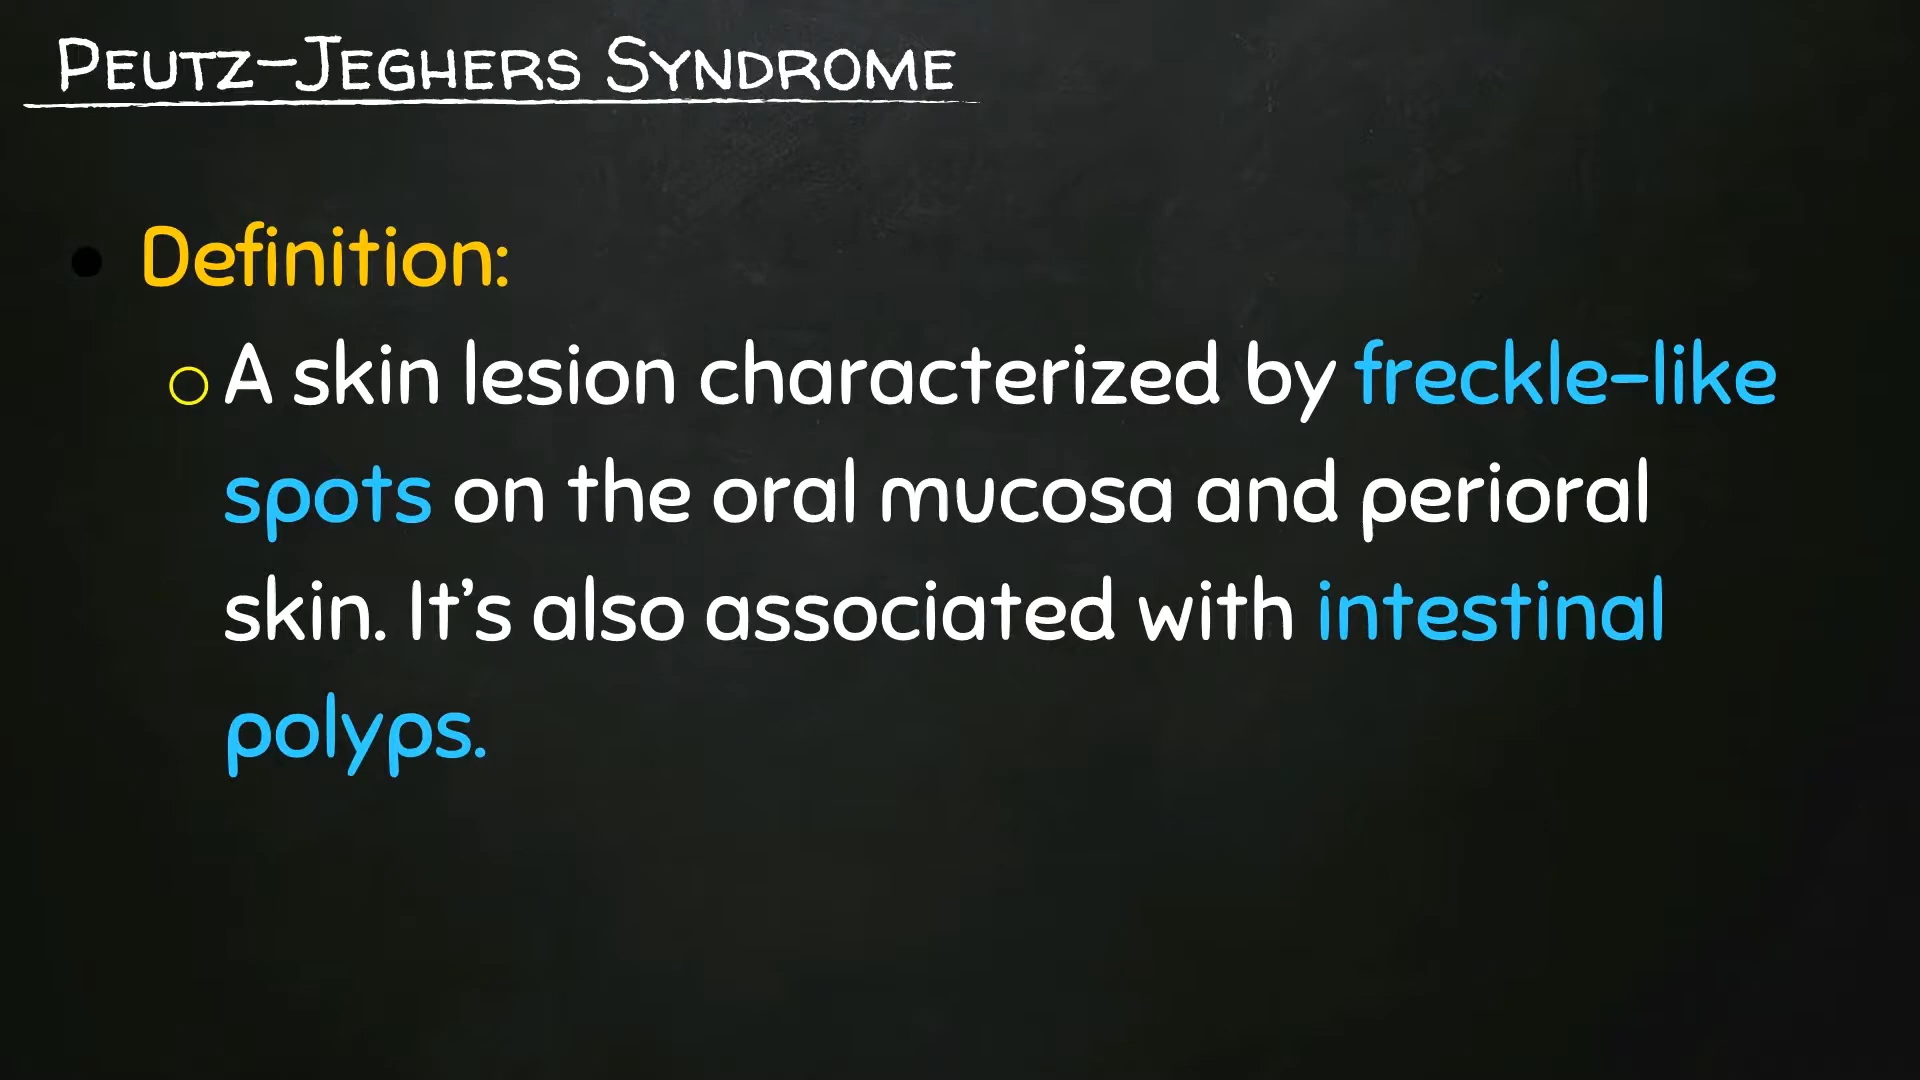 Peutz-Jeghers Syndrome
• Definition:
○ A skin lesion characterized by freckle-like
spots on the oral mucosa and perioral
skin. It’s also associated with intestinal
polyps.